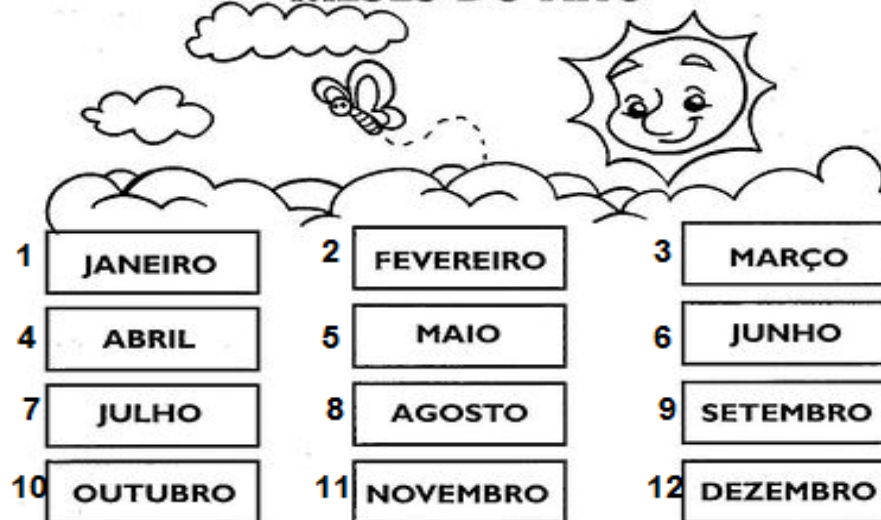 1 JANEIRO 2 FEVEREIRO 3 MARÇO
4 ABRIL 5 MAIO 6 JUNHO
7 JULHO 8 AGOSTO 9 SETEMBRO
10 OUTUBRO 11 NOVEMBRO 12 DEZEMBRO